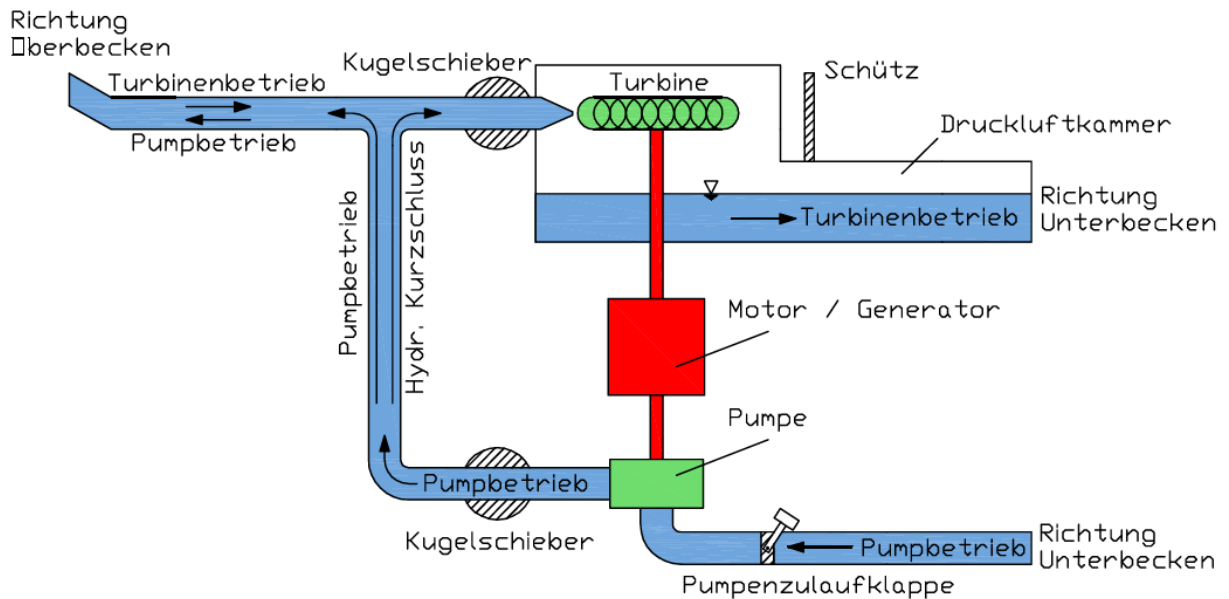 Richtung
▯berbecken
Turbinenbetrieb
Pumpbetrieb
Kugelschieber
Turbine
Schütz
Druckluftkammer
Richtung
Unterbecken
Turbinenbetrieb
Pumpbetrieb
Hydr. Kurzschluss
Motor / Generator
Pumpe
Pumpbetrieb
Kugelschieber
Pumpbetrieb
Richtung
Unterbecken
Pumpenzulaufklappe